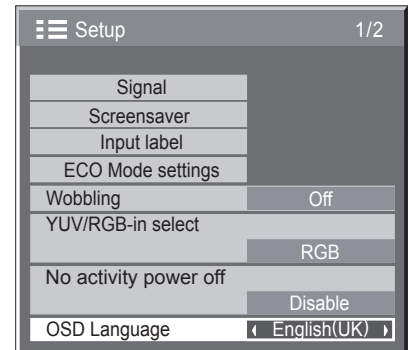 Setup 1/2
Signal
Screensaver
Input label
ECO Mode settings
Wobbling Off
YUV/RGB-in select
RGB
No activity power off
Disable
OSD Language English(UK)